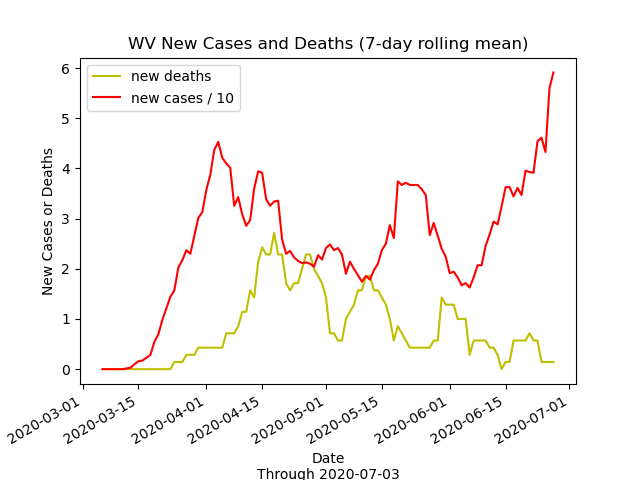 WV New Cases and Deaths (7-day rolling mean)
new deaths
new cases / 10
New Cases or Deaths
6
5
4
3
2
1
0
2020-03-01
2020-03-15
2020-04-01
2020-04-15
2020-05-01
2020-05-15
2020-06-01
2020-06-15
2020-07-01
Date
Through 2020-07-03